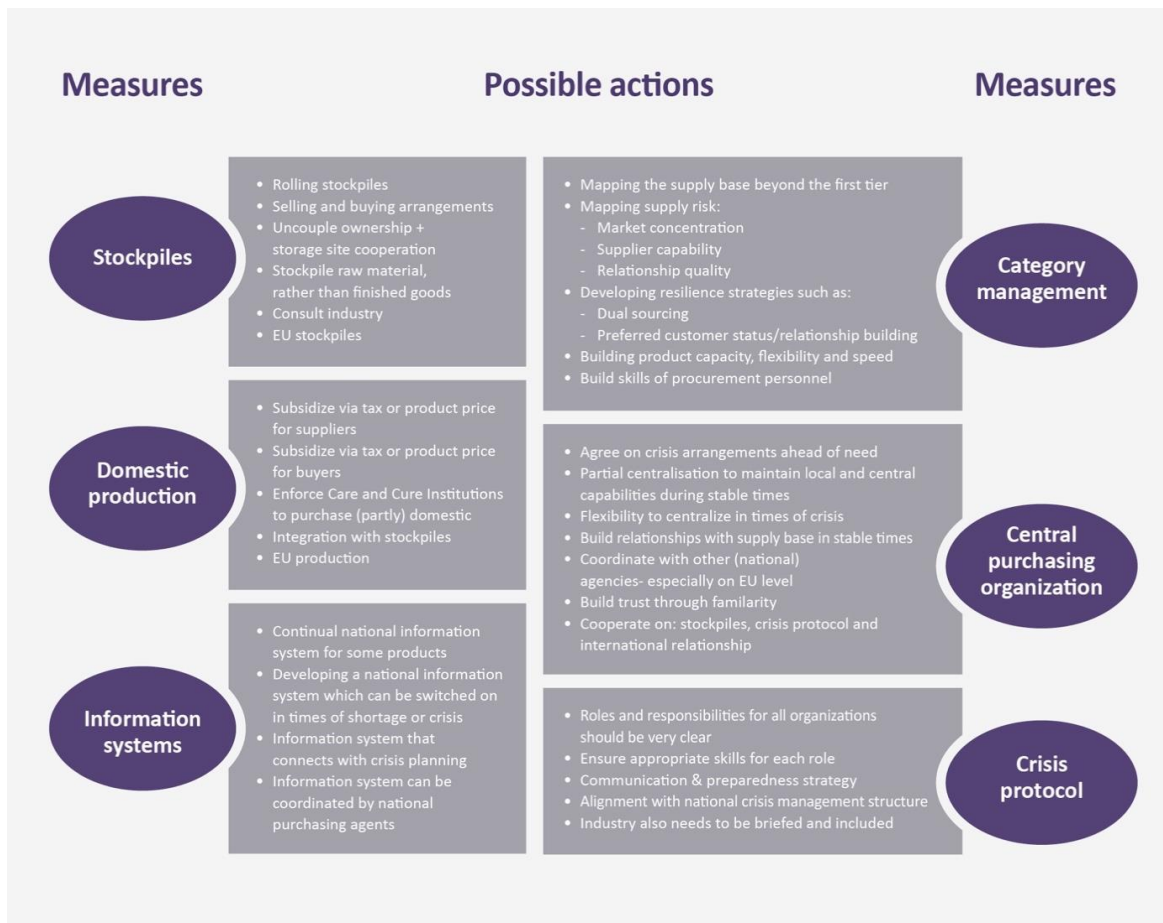 Measures
Possible actions
Measures
Stockpiles
• Rolling stockpiles
• Selling and buying arrangements
• Uncouple ownership +
storage site cooperation
• Stockpile raw material,
rather than finished goods
• Consult industry
• EU stockpiles
Domestic
production
• Subsidize via tax or product price
for suppliers
• Subsidize via tax or product price
for buyers
• Enforce Care and Cure Institutions
to purchase (partly) domestic
• Integration with stockpiles
• EU production
Information
systems
• Continual national information
system for some products
• Developing a national information
system which can be switched on
in times of shortage or crisis
• Information system that
connects with crisis planning
• Information system can be
coordinated by national
purchasing agents
• Mapping the supply base beyond the first tier
• Mapping supply risk:
- Market concentration
- Supplier capability
- Relationship quality
• Developing resilience strategies such as:
- Dual sourcing
- Preferred customer status/relationship building
• Building product capacity, flexibility and speed
• Build skills of procurement personnel
Category
management
• Agree on crisis arrangements ahead of need
• Partial centralisation to maintain local and central
capabilities during stable times
• Flexibility to centralize in times of crisis
• Build relationships with supply base in stable times
• Coordinate with other (national)
agencies- especially on EU level
• Build trust through familarity
• Cooperate on: stockpiles, crisis protocol and
international relationship
Central
purchasing
organization
• Roles and responsibilities for all organizations
should be very clear
• Ensure appropriate skills for each role
• Communication & preparedness strategy
• Alignment with national crisis management structure
• Industry also needs to be briefed and included
Crisis
protocol